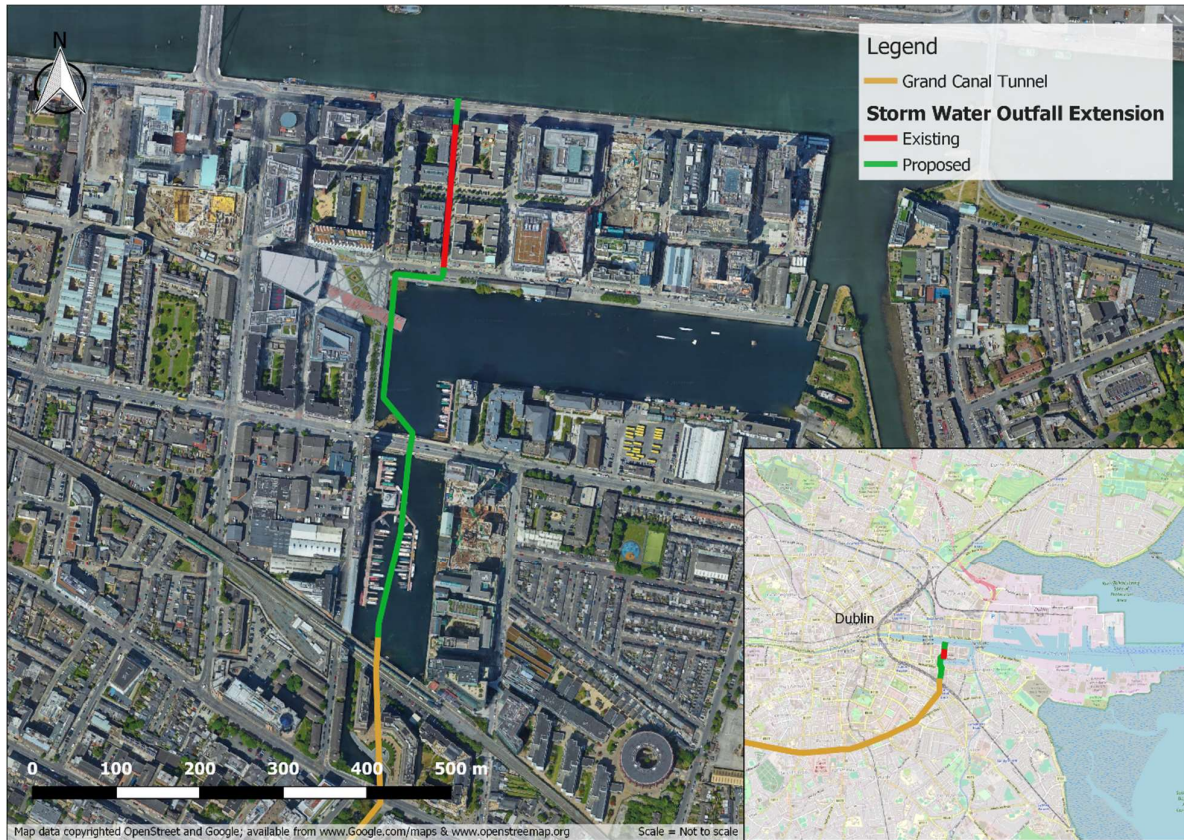 N
Legend
Grand Canal Tunnel
Storm Water Outfall Extension
Existing
Proposed
Dublin
0 100 200 300 400 500 m
Map data copyrighted OpenStreet and Google; available from www.Google.com/maps & www.openstreemap.org
Scale = Not to scale